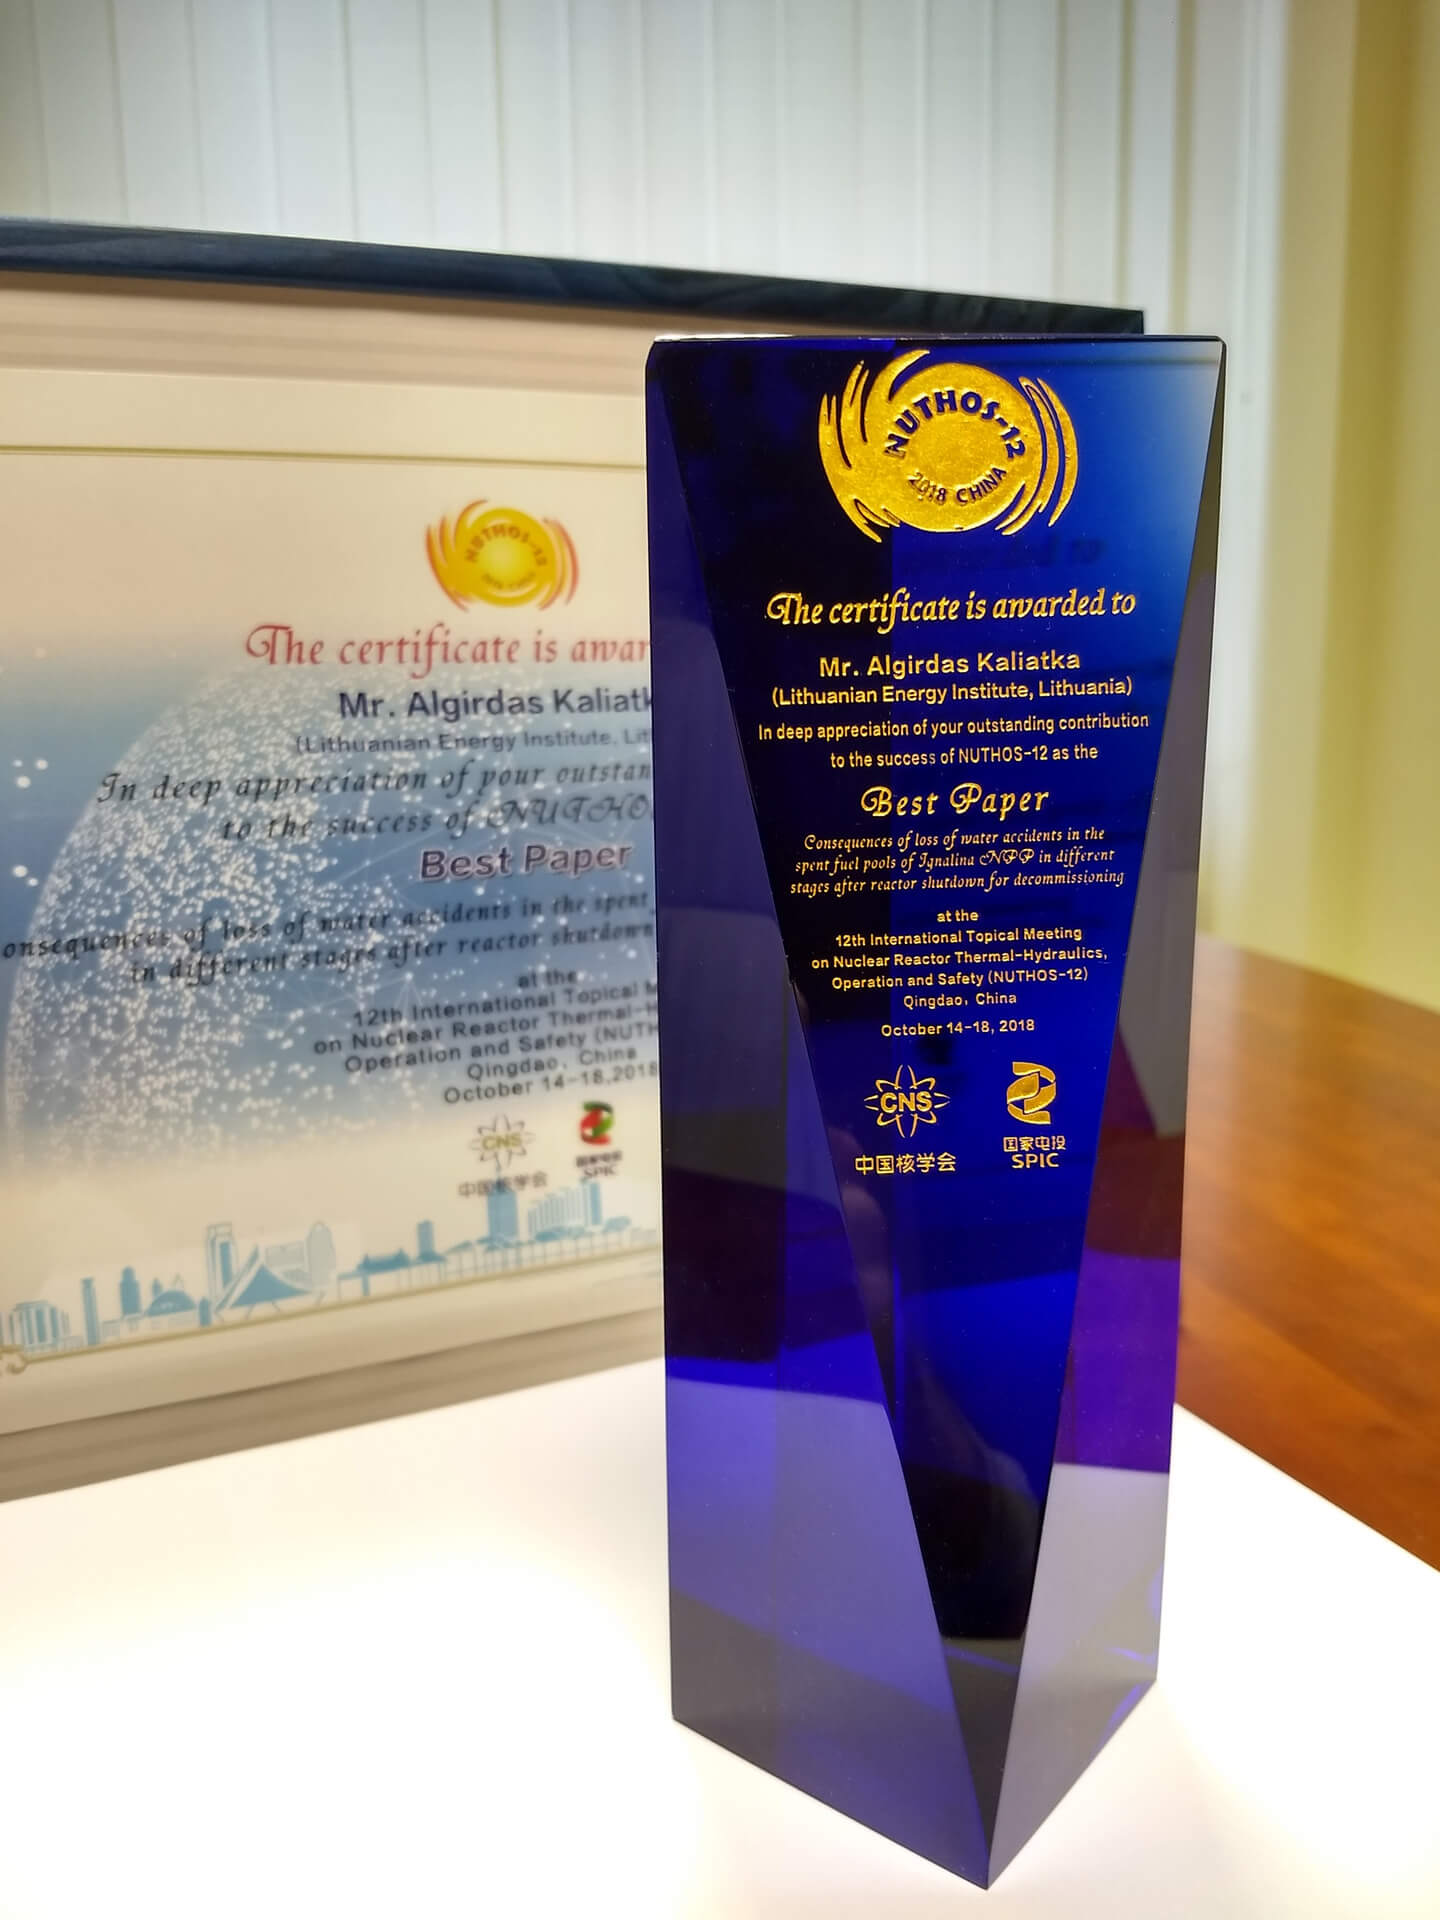 NUTHOS-12
2018 CHINA
The certificate is awarded to
Mr. Algirdas Kaliatka
(Lithuanian Energy Institute, Lithuania)
In deep appreciation of your outstanding contribution
to the success of NUTHOS-12 as the
Best Paper
Consequences of loss of water accidents in the
spent fuel pools of Ignalina NPP in different
stages after reactor shutdown for decommissioning
at the
12th International Topical Meeting
on Nuclear Reactor Thermal-Hydraulics,
Operation and Safety (NUTHOS-12)
Qingdao, China
October 14-18, 2018
CNS
中国核学会
国家电投
SPIC
NUTHOS-12
2018 CHINA
The certificate is awar
Mr. Algirdas Kaliatk
(Lithuanian Energy Institute, Lit
In deep appreciation of your outstan
to the success of NUTHO
Best Paper
onsequences of loss of water accidents in the spent
in different stages after reactor shutdown
at the
12th International Topical M
on Nuclear Reactor Thermal-H
Operation and Safety (NUTH
Qingdao, China
October 14-18,2018
CNS
中国核学会
国家电投
SPIC